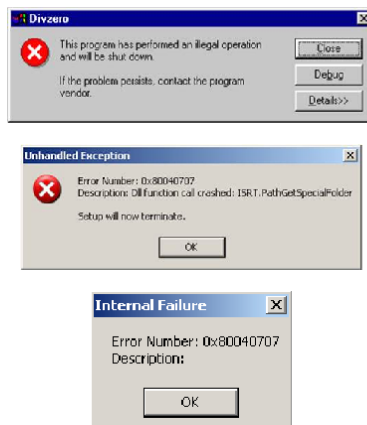 Divzero
This program has performed an illegal operation
and will be shut down.
If the problem persists, contact the program
vendor.
Close
Debug
Details>>
Unhandled Exception
Error Number: 0x80040707
Description: Dll function call crashed: ISRT.PathGetSpecialFolder
Setup will now terminate.
OK
Internal Failure
Error Number: 0x80040707
Description:
OK